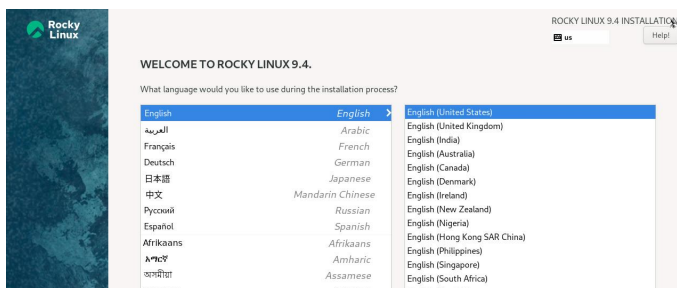 Rocky
Linux
ROCKY LINUX 9.4 INSTALLATION
us
Help!
WELCOME TO ROCKY LINUX 9.4.
What language would you like to use during the installation process?
English English
العربية Arabic
Français French
Deutsch German
日本語 Japanese
中文 Mandarin Chinese
Русский Russian
Español Spanish
Afrikaans Afrikaans
አማርኛ Amharic
অসমীয়া Assamese
English (United States)
English (United Kingdom)
English (India)
English (Australia)
English (Canada)
English (Denmark)
English (Ireland)
English (New Zealand)
English (Nigeria)
English (Hong Kong SAR China)
English (Philippines)
English (Singapore)
English (South Africa)